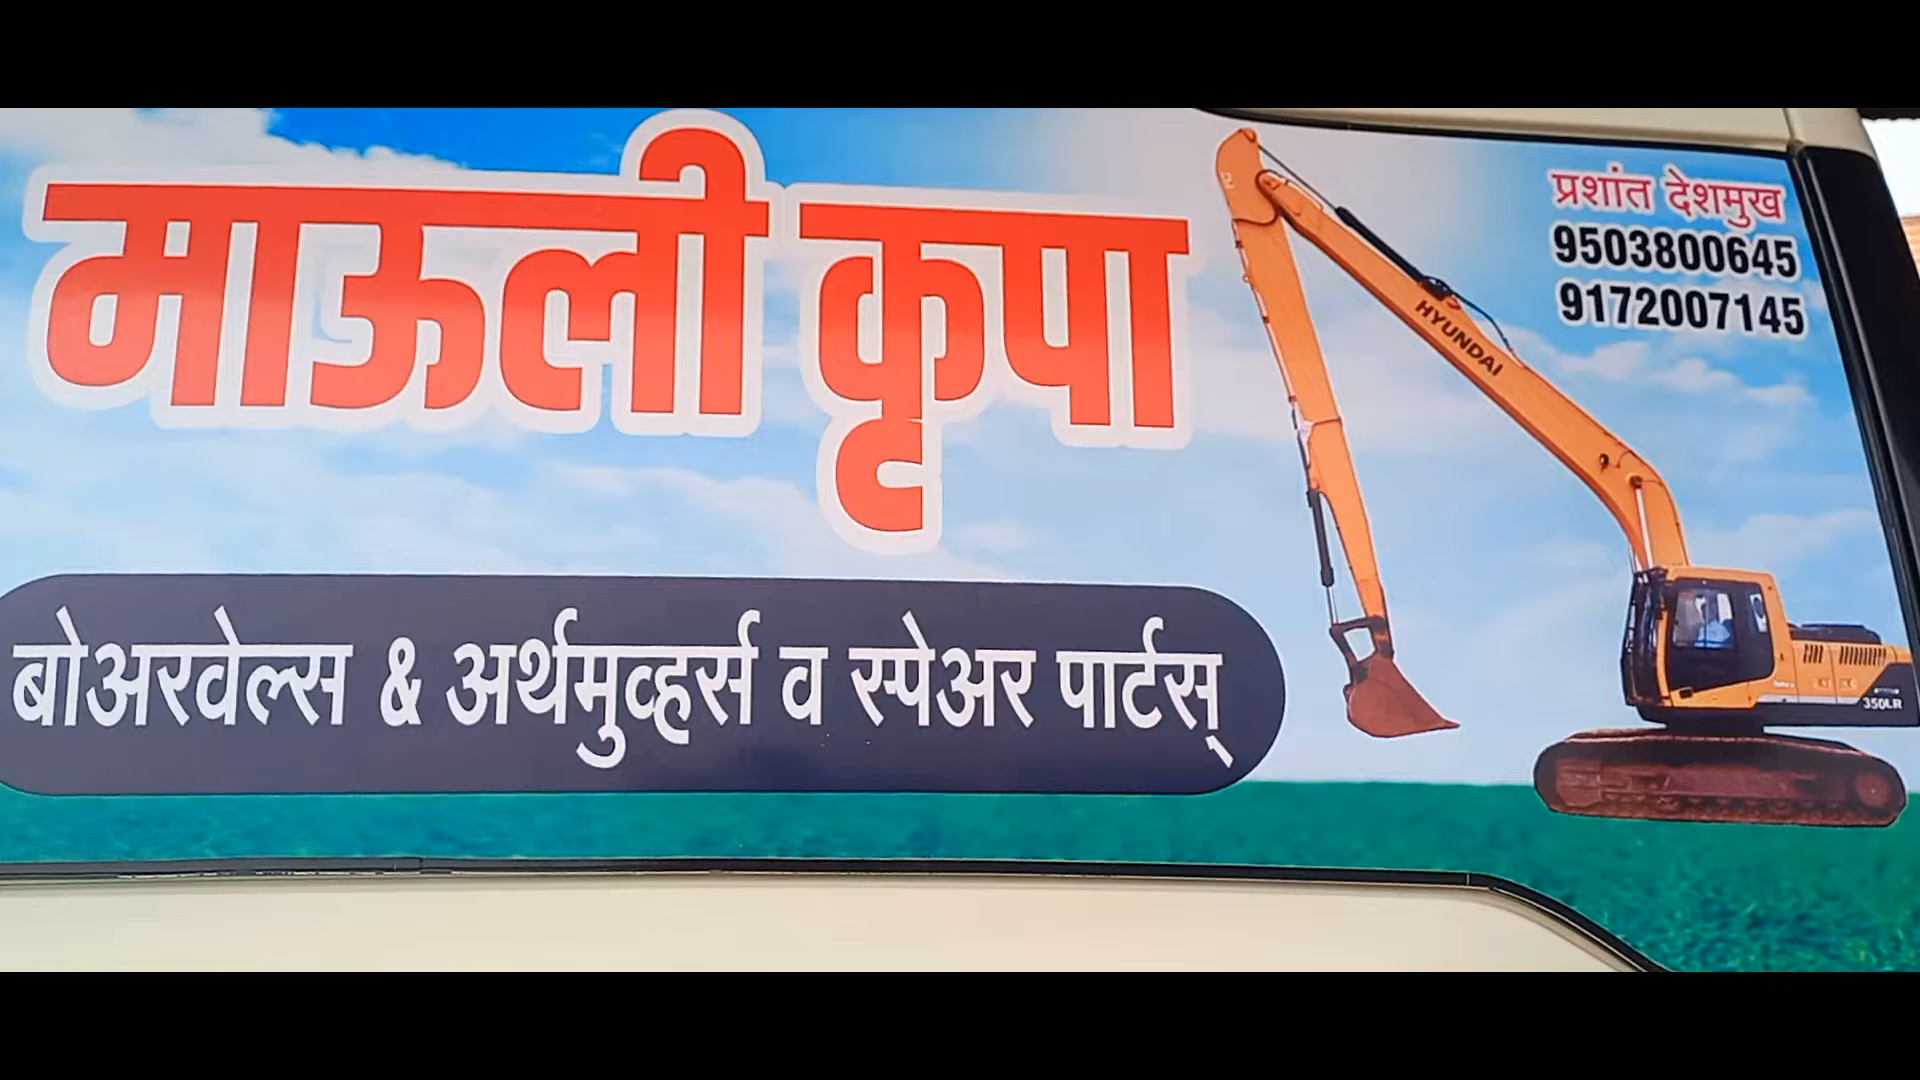 माऊली कृपा
प्रशांत देशमुख
9503800645
9172007145
HYUNDAI
बोअरवेल्स & अर्थमुव्हर्स व स्पेअर पार्टस्
350LR